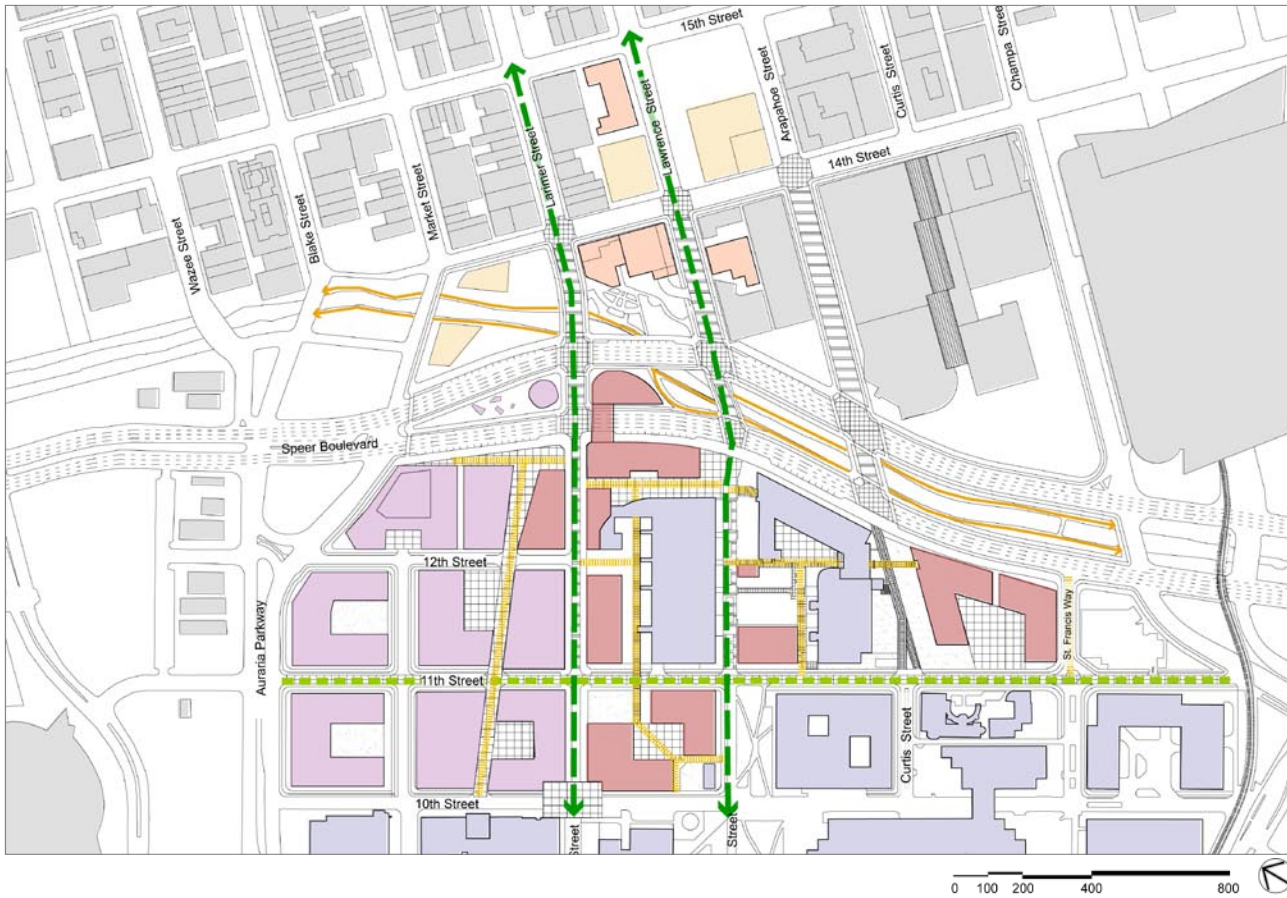 15th Street
Arapahoe Street
Curtis Street
Champa Street
Larimer Street
Lawrence Street
14th Street
Market Street
Blake Street
Wazee Street
Speer Boulevard
12th Street
Auraria Parkway
St. Francis Way
11th Street
Curtis Street
10th Street
Street
Street
0 100 200 400 800